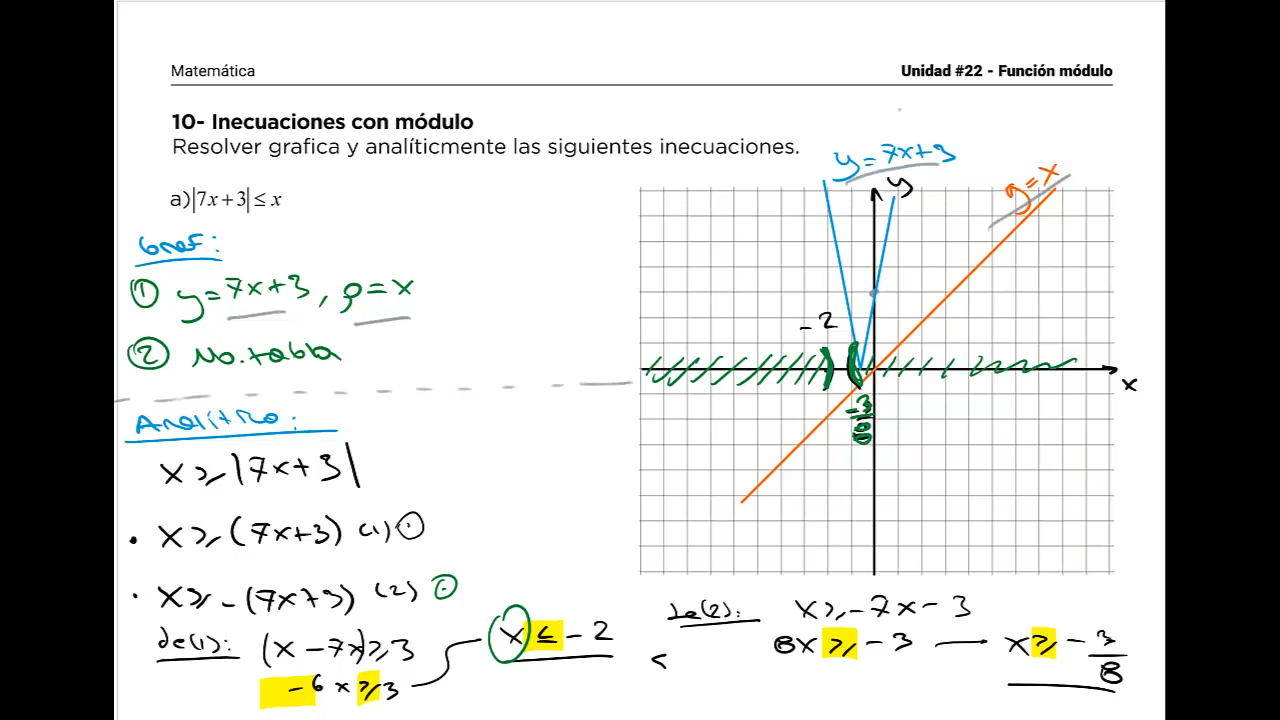 Matemática
Unidad #22 - Función módulo
10- Inecuaciones con módulo
Resolver grafica y analíticmente las siguientes inecuaciones.
a) |7x+3| ≤ x
Graf:
① y=7x+3, y=x
② No.tabla
Analítico:
x ≥ |7x+3|
• x ≥ (7x+3) (1)
• x ≥ -(7x+3) (2)
de(1): (x - 7x) ≥ 3
-6x ≥ 3
x ≤ -2
<
de(2): x ≥ -7x - 3
8x ≥ -3
x ≥ -3/8
y=7x+3
y
y=x
-2
x
-3/8